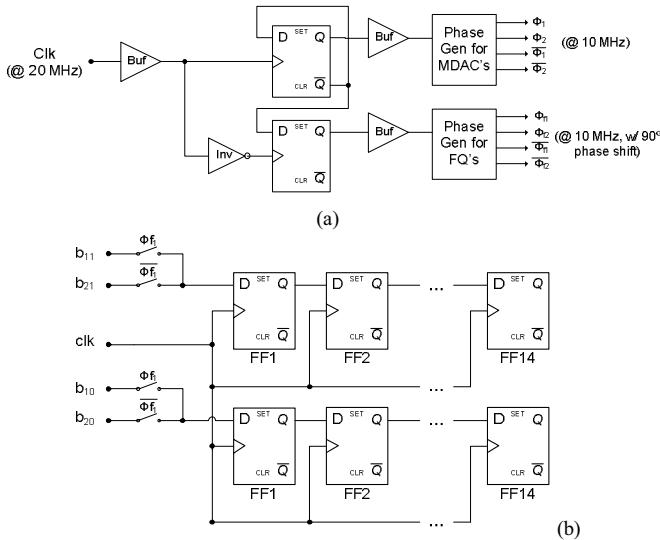 Clk
(@ 20 MHz)
Buf
D SET Q
CLR Q̅
Buf
Phase
Gen for
MDAC's
Φ1
Φ2
Φ̅1
Φ̅2
(@ 10 MHz)
Inv
D SET Q
CLR Q̅
Buf
Phase
Gen for
FQ's
Φf1
Φf2
Φ̅f1
Φ̅f2
(@ 10 MHz, w/ 90º
phase shift)
(a)
b11
Φf1
b21
Φ̅f1
D SET Q
CLR Q̅
FF1
D SET Q
CLR Q̅
FF2
...
D SET Q
CLR Q̅
FF14
clk
...
b10
Φf1
b20
Φ̅f1
D SET Q
CLR Q̅
FF1
D SET Q
CLR Q̅
FF2
...
D SET Q
CLR Q̅
FF14
...
(b)